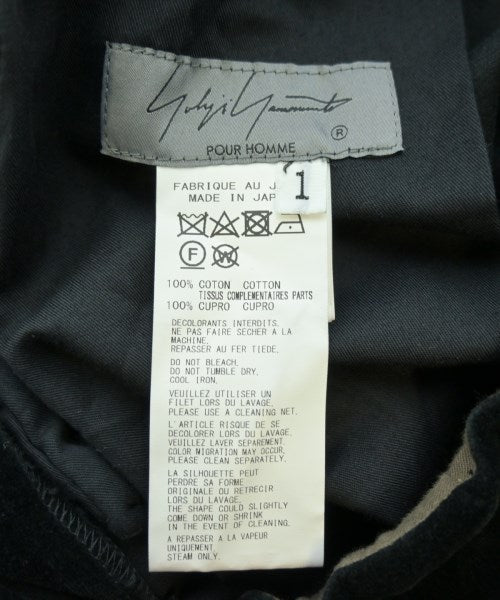 Yohji Yamamoto
®
POUR HOMME
1
FABRIQUE AU J
MADE IN JAP
F W
100% COTON COTTON
TISSUS COMPLEMENTAIRES PARTS
100% CUPRO CUPRO
DECOLORANTS INTERDITS.
NE PAS FAIRE SECHER A LA
MACHINE.
REPASSER AU FER TIEDE.
DO NOT BLEACH.
DO NOT TUMBLE DRY.
COOL IRON.
VEUILLEZ UTILISER UN
FILET LORS DU LAVAGE.
PLEASE USE A CLEANING NET.
L'ARTICLE RISQUE DE SE
DECOLORER LORS DU LAVAGE.
VEUILLEZ LAVER SEPAREMENT.
COLOR MIGRATION MAY OCCUR,
PLEASE CLEAN SEPARATELY.
LA SILHOUETTE PEUT
PERDRE SA FORME
ORIGINALE OU RETRECIR
LORS DU LAVAGE.
THE SHAPE COULD SLIGHTLY
COME DOWN OR SHRINK
IN THE EVENT OF CLEANING.
A REPASSER A LA VAPEUR
UNIQUEMENT.
STEAM ONLY.